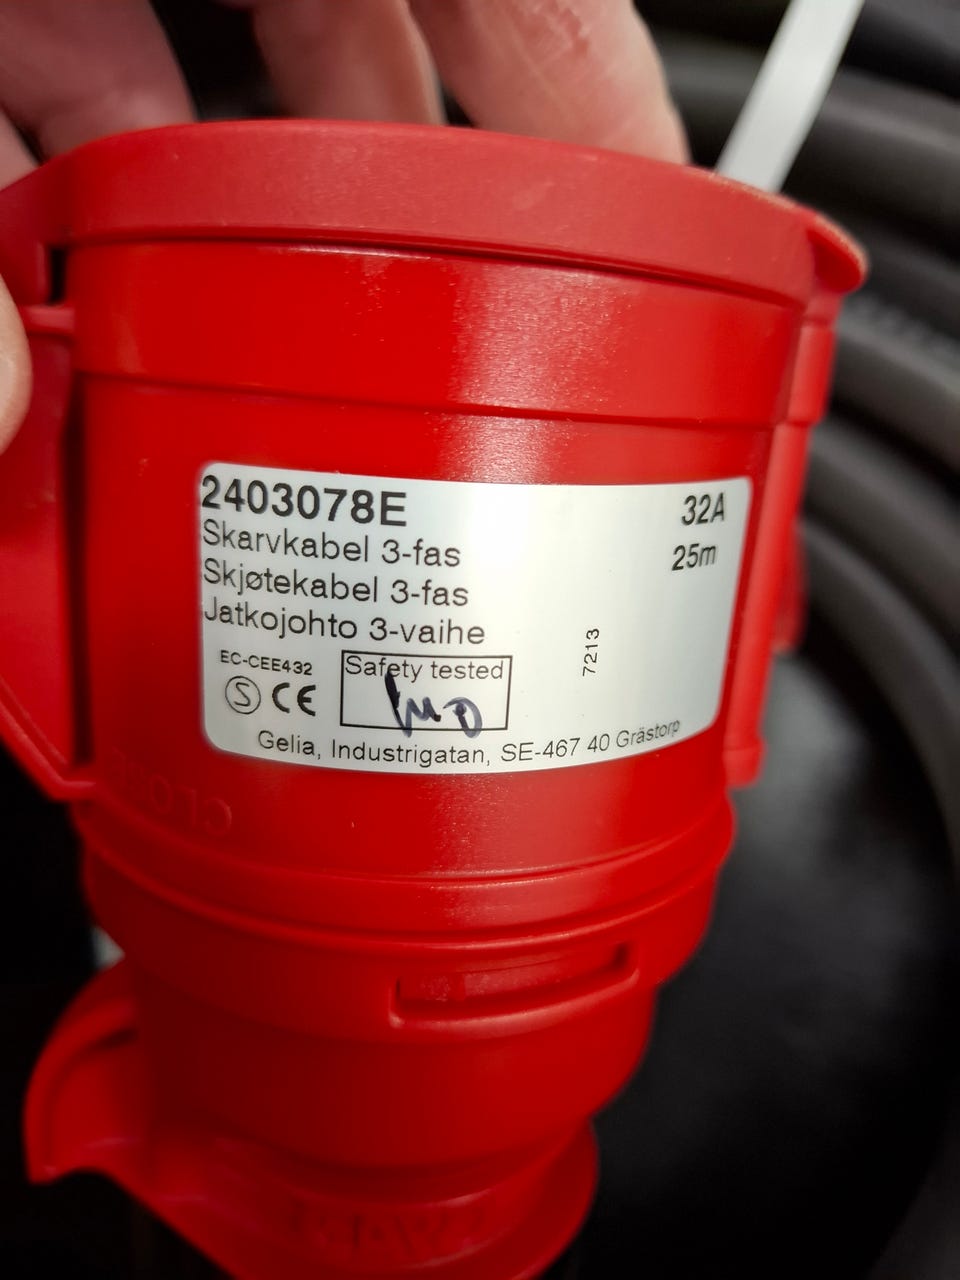 2403078E 32A
Skarvkabel 3-fas 25m
Skjøtekabel 3-fas
Jatkojohto 3-vaihe
7213
EC-CEE432
S CE
Safety tested
Gelia, Industrigatan, SE-467 40 Grästorp